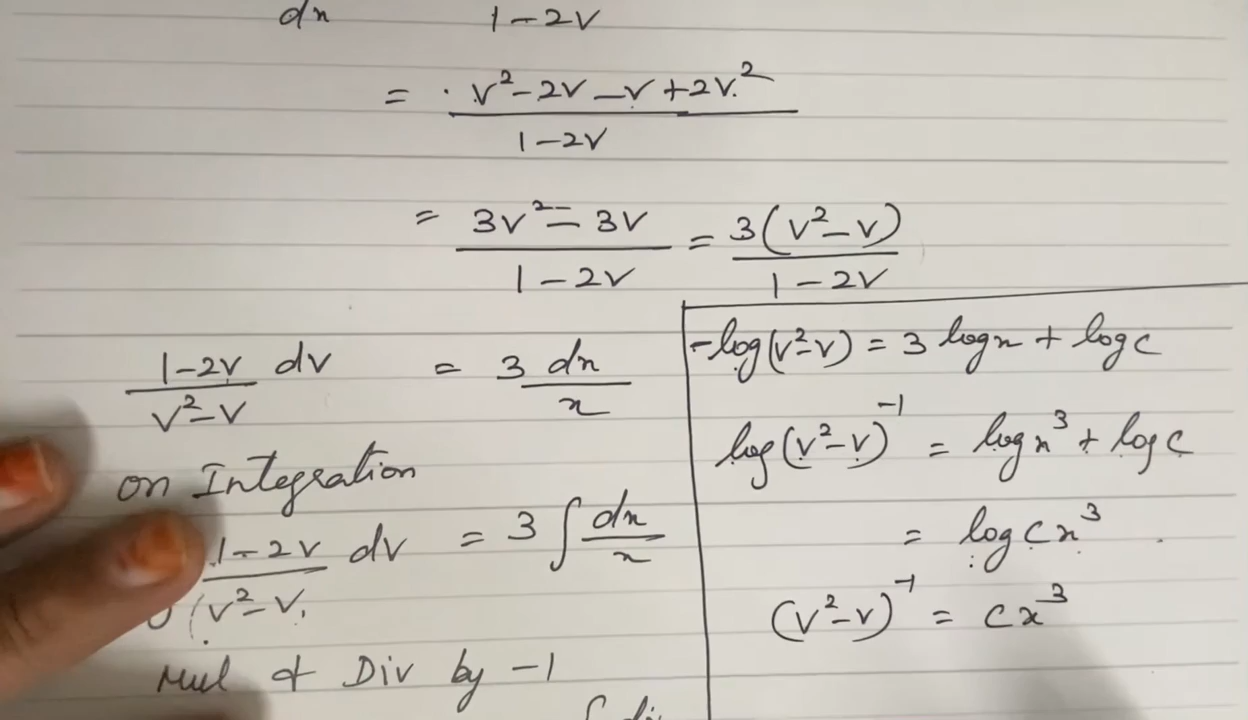 dx 1-2v
= v²-2v-v+2v²
1-2v
= 3v²-3v = 3(v²-v)
1-2v 1-2v
1-2v dv = 3 dx
v²-v x
on Integration
1-2v dv = 3 ∫ dx
v²-v x
Mul & Div by -1
-log(v²-v) = 3 log x + log c
log(v²-v)⁻¹ = log x³ + log c
= log cx³
(v²-v)⁻¹ = cx³